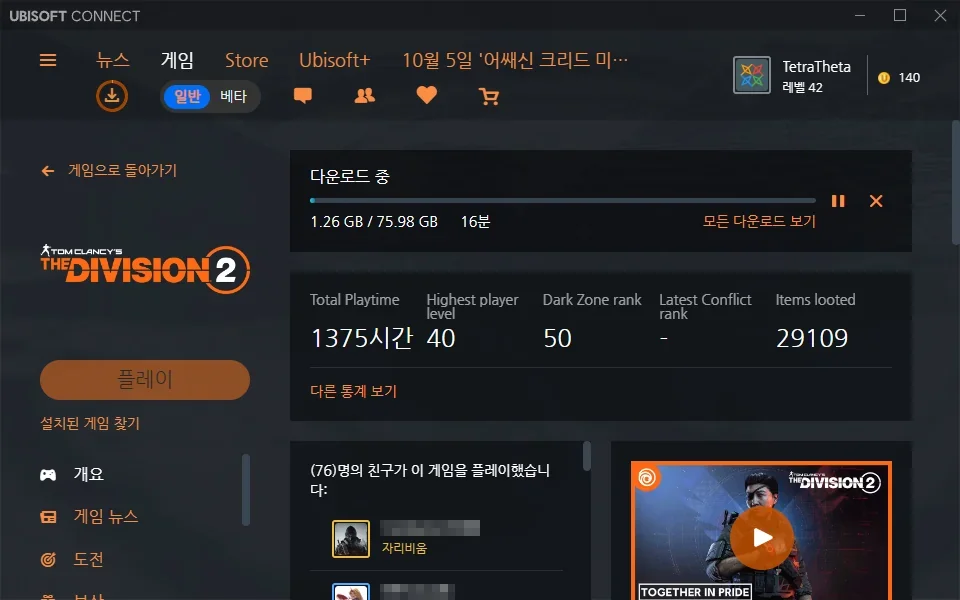 UBISOFT CONNECT
뉴스 게임 Store Ubisoft+ 10월 5일 '어쌔신 크리드 미…
일반 베타
TetraTheta
레벨 42
140
게임으로 돌아가기
TOM CLANCY'S
THE DIVISION 2
플레이
설치된 게임 찾기
개요
게임 뉴스
도전
보상
다운로드 중
1.26 GB / 75.98 GB 16분
모든 다운로드 보기
Total Playtime
1375시간
Highest player
level
40
Dark Zone rank
50
Latest Conflict
rank
-
Items looted
29109
다른 통계 보기
(76)명의 친구가 이 게임을 플레이했습니
다:
자리비움
TOM CLANCY'S
THE DIVISION 2
TOGETHER IN PRIDE